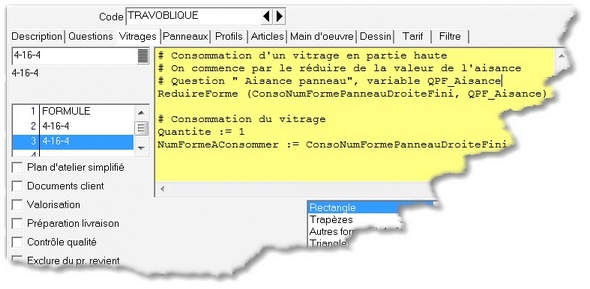 Code TRAVOBLIQUE
Description Questions Vitrages Panneaux Profils Articles Main d'oeuvre Dessin Tarif Filtre
4-16-4
4-16-4
# Consommation d'un vitrage en partie haute
# On commence par le réduire de la valeur de l'aisance
# Question " Aisance panneau", variable QPF_Aisance
ReduireForme (ConsoNumFormePanneauDroiteFini, QPF_Aisance)
# Consommation du vitrage
Quantite := 1
NumFormeAConsommer := ConsoNumFormePanneauDroiteFini
1 FORMULE
2 4-16-4
3 4-16-4
4
Plan d'atelier simplifié
Documents client
Valorisation
Préparation livraison
Contrôle qualité
Exclure du pr. revient
Rectangle
Trapèzes
Autres
Triangles